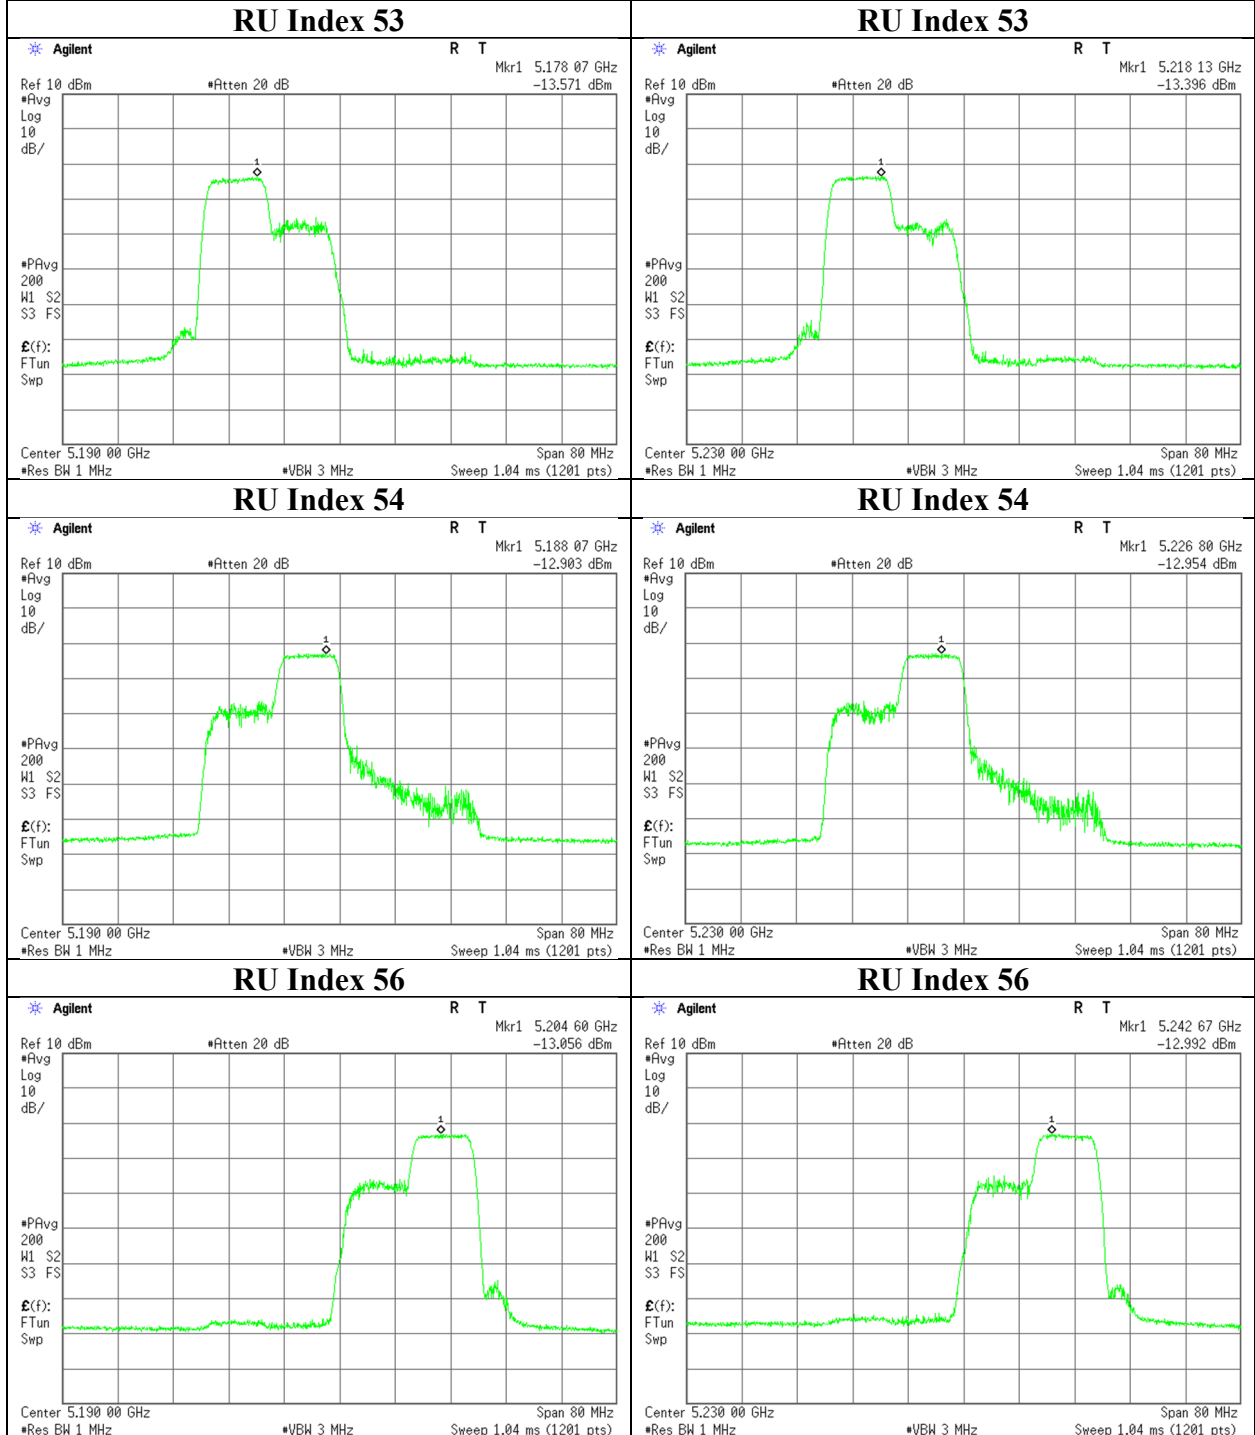 RU Index 53
RU Index 53
Agilent
R T
Mkr1 5.178 07 GHz
Ref 10 dBm
#Atten 20 dB
-13.571 dBm
#Avg
Log
10
dB/
1
#PAvg
200
W1 S2
S3 FS
£(f):
FTun
Swp
Center 5.190 00 GHz
Span 80 MHz
#Res BW 1 MHz
#VBW 3 MHz
Sweep 1.04 ms (1201 pts)
Agilent
R T
Mkr1 5.218 13 GHz
Ref 10 dBm
#Atten 20 dB
-13.396 dBm
#Avg
Log
10
dB/
1
#PAvg
200
W1 S2
S3 FS
£(f):
FTun
Swp
Center 5.230 00 GHz
Span 80 MHz
#Res BW 1 MHz
#VBW 3 MHz
Sweep 1.04 ms (1201 pts)
RU Index 54
RU Index 54
Agilent
R T
Mkr1 5.188 07 GHz
Ref 10 dBm
#Atten 20 dB
-12.903 dBm
#Avg
Log
10
dB/
1
#PAvg
200
W1 S2
S3 FS
£(f):
FTun
Swp
Center 5.190 00 GHz
Span 80 MHz
#Res BW 1 MHz
#VBW 3 MHz
Sweep 1.04 ms (1201 pts)
Agilent
R T
Mkr1 5.226 80 GHz
Ref 10 dBm
#Atten 20 dB
-12.954 dBm
#Avg
Log
10
dB/
1
#PAvg
200
W1 S2
S3 FS
£(f):
FTun
Swp
Center 5.230 00 GHz
Span 80 MHz
#Res BW 1 MHz
#VBW 3 MHz
Sweep 1.04 ms (1201 pts)
RU Index 56
RU Index 56
Agilent
R T
Mkr1 5.204 60 GHz
Ref 10 dBm
#Atten 20 dB
-13.056 dBm
#Avg
Log
10
dB/
1
#PAvg
200
W1 S2
S3 FS
£(f):
FTun
Swp
Center 5.190 00 GHz
Span 80 MHz
#Res BW 1 MHz
#VBW 3 MHz
Sweep 1.04 ms (1201 pts)
Agilent
R T
Mkr1 5.242 67 GHz
Ref 10 dBm
#Atten 20 dB
-12.992 dBm
#Avg
Log
10
dB/
1
#PAvg
200
W1 S2
S3 FS
£(f):
FTun
Swp
Center 5.230 00 GHz
Span 80 MHz
#Res BW 1 MHz
#VBW 3 MHz
Sweep 1.04 ms (1201 pts)